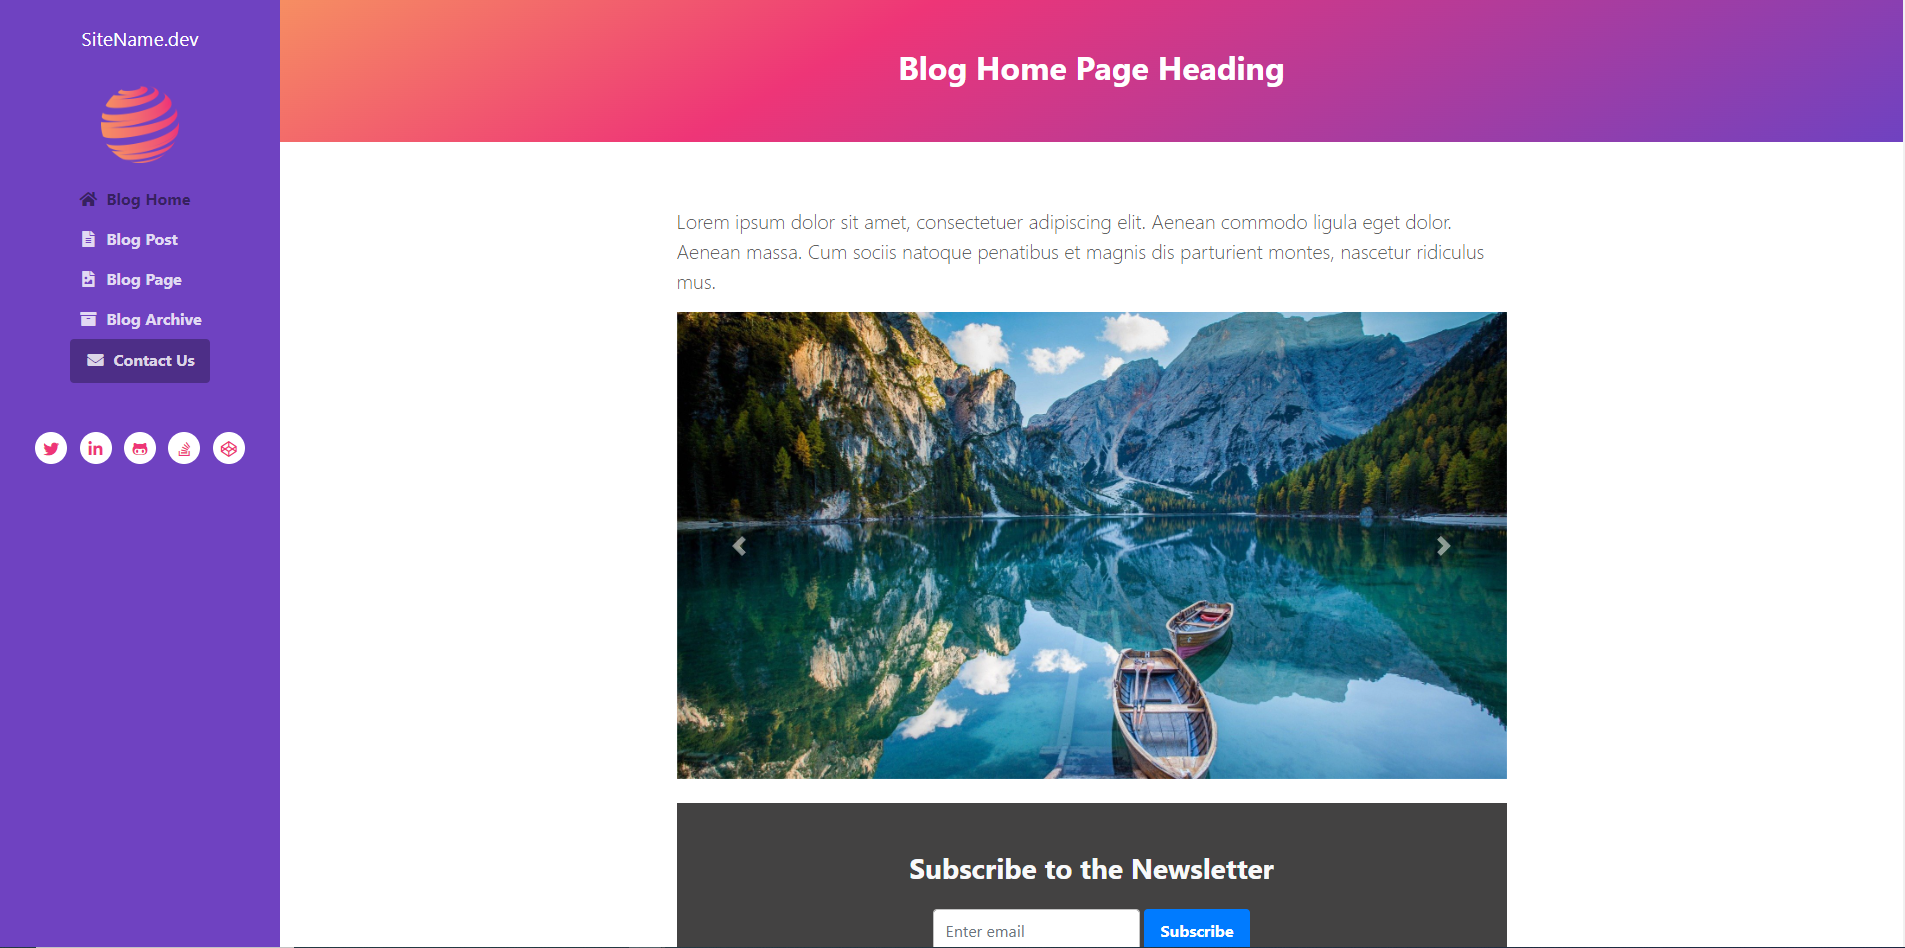 SiteName.dev
Blog Home
Blog Post
Blog Page
Blog Archive
Contact Us
Blog Home Page Heading
Lorem ipsum dolor sit amet, consectetuer adipiscing elit. Aenean commodo ligula eget dolor.
Aenean massa. Cum sociis natoque penatibus et magnis dis parturient montes, nascetur ridiculus
mus.
Subscribe to the Newsletter
Enter email
Subscribe